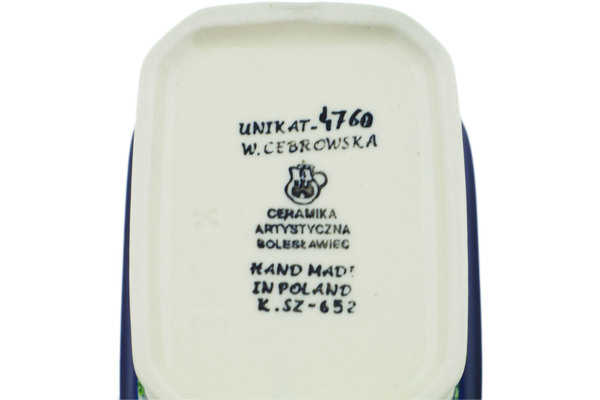 UNIKAT-4760
W.CEBROWSKA
CERAMIKA
ARTYSTYCZNA
BOLESŁAWIEC
HAND MADE
IN POLAND
K.SZ-652